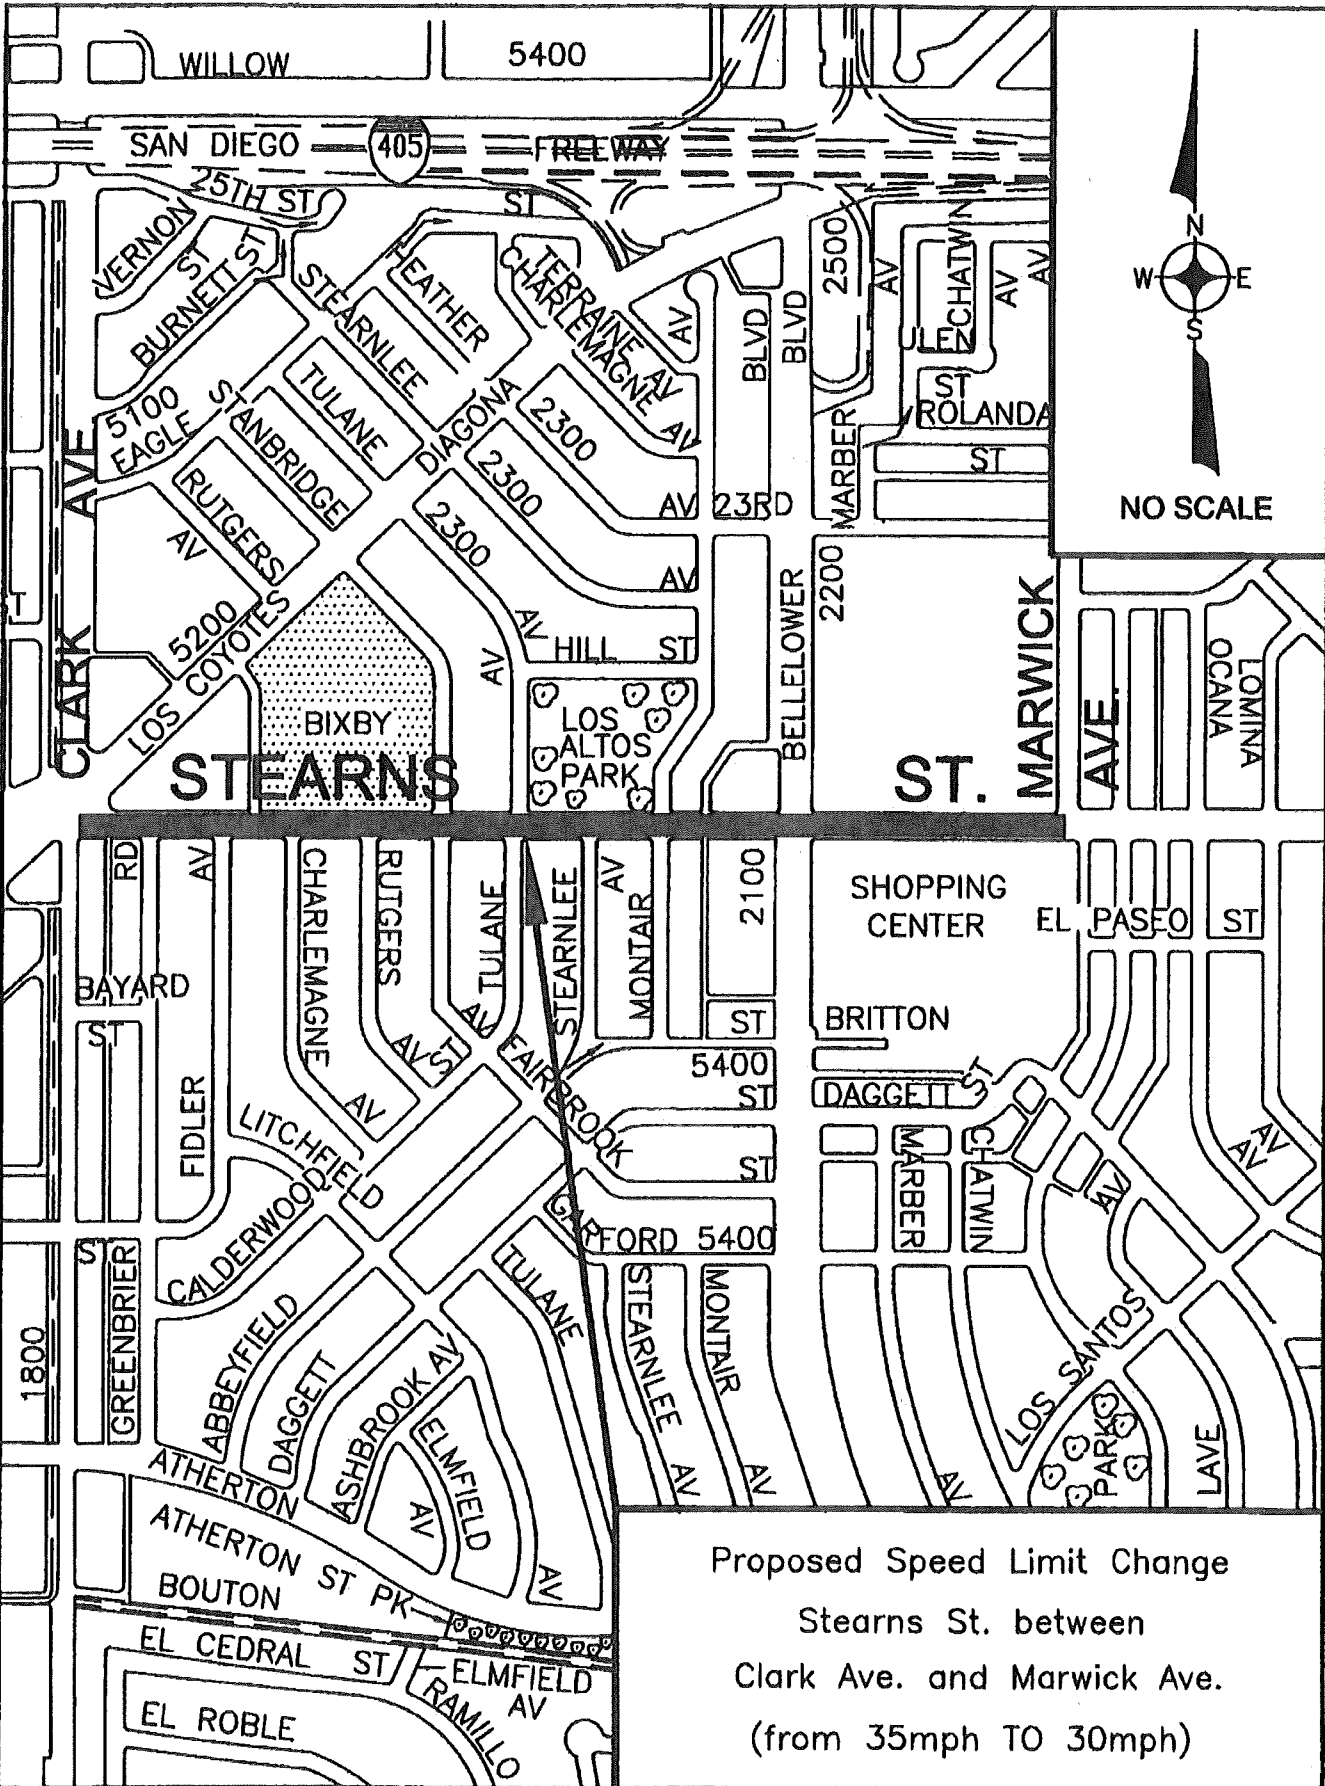 WILLOW
5400
SAN DIEGO
405
FREEWAY
25TH ST
ST
VERNON
ST
BURNETT ST
STEARNLEE
HEATHER
TERRAINE AV
CHARLEMAGNE AV
AV
BLVD
BLVD
2500
AV
CHATWIN
AV
AV
ULEN
ST
ROLANDA
ST
N
W
E
S
NO SCALE
5100
EAGLE
STANBRIDGE
TULANE
DIAGONAL
2300
2300
2300
AV
23RD
MARBER
CLARK AVE
RUTGERS
AV
5200
LOS COYOTES
AV
AV
AV
HILL ST
BELLELOWER
2200
MARWICK
AVE.
OCANA
LOMINA
T
BIXBY
LOS
ALTOS
PARK
STEARNS
ST.
RD
AV
CHARLEMAGNE
RUTGERS
TULANE
STEARNLEE
AV
MONTAIR
2100
SHOPPING
CENTER
EL PASEO ST
BAYARD
ST
AV
AV
ST
FAIRBROOK
ST
BRITTON
5400
ST
DAGGETT ST
FIDLER
LITCHFIELD
AV
ST
MARBER
CHATWIN
AV
AV
AV
CALDERWOOD
GARFORD 5400
ST
GREENBRIER
TULANE
STEARNLEE
MONTAIR
1800
ABBEYFIELD
DAGGETT
ASHBROOK AV
ELMFIELD
AV
LOS SANTOS
PARK
LAVE
AV
AV
AV
AV
ATHERTON
ATHERTON ST PK
BOUTON
EL CEDRAL ST
ELMFIELD
AV
RAMILLO
EL ROBLE
Proposed Speed Limit Change
Stearns St. between
Clark Ave. and Marwick Ave.
(from 35mph TO 30mph)